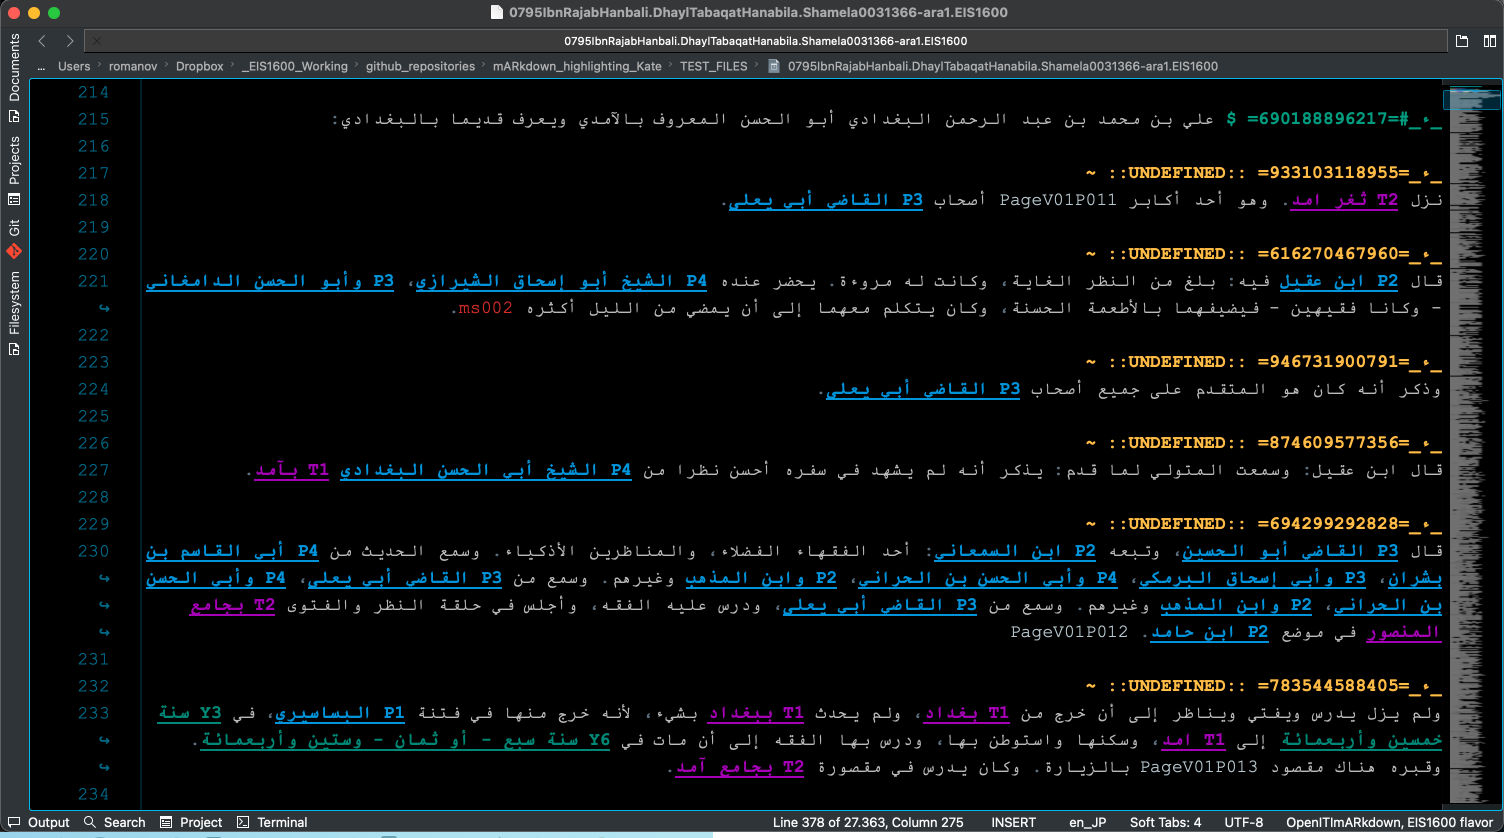 0795IbnRajabHanbali.DhaylTabaqatHanabila.Shamela0031366-ara1.EIS1600
0795IbnRajabHanbali.DhaylTabaqatHanabila.Shamela0031366-ara1.EIS1600
... Users romanov Dropbox _EIS1600_Working github_repositories mARkdown_highlighting_Kate TEST_FILES 0795IbnRajabHanbali.DhaylTabaqatHanabila.Shamela0031366-ara1.EIS1600
Documents
Projects
Git
Filesystem
214
215 _ء_#=690188896217= $ علي بن محمد بن عبد الرحمن البغدادي أبو الحسن المعروف بالآمدي ويعرف قديما بالبغدادي:
216
217 _ء_=933103118955= ::UNDEFINED:: ~
218 نزل T2 ثغر امد. وهو أحد أكابر PageV01P011 أصحاب P3 القاضي أبي يعلى.
219
220 _ء_=616270467960= ::UNDEFINED:: ~
221 قال P2 ابن عقيل فيه: بلغ من النظر الغاية، وكانت له مروءة. يحضر عنده P4 الشيخ أبو إسحاق الشيرازي، P3 وأبو الحسن الدامغاني
- وكانا فقيهين - فيضيفهما بالأطعمة الحسنة، وكان يتكلم معهما إلى أن يمضي من الليل أكثره ms002.
222
223 _ء_=946731900791= ::UNDEFINED:: ~
224 وذكر أنه كان هو المتقدم على جميع أصحاب P3 القاضي أبي يعلى.
225
226 _ء_=874609577356= ::UNDEFINED:: ~
227 قال ابن عقيل: وسمعت المتولي لما قدم: يذكر أنه لم يشهد في سفره أحسن نظرا من P4 الشيخ أبي الحسن البغدادي T1 بآمد.
228
229 _ء_=694299292828= ::UNDEFINED:: ~
230 قال P3 القاضي أبو الحسين، وتبعه P2 ابن السمعاني: أحد الفقهاء الفضلاء، والمناظرين الأذكياء. وسمع الحديث من P4 أبي القاسم بن
بشران، P3 وأبي إسحاق البرمكي، P4 وأبي الحسن بن الحراني، P2 وابن المذهب وغيرهم. وسمع من P3 القاضي أبي يعلى، P4 وأبي الحسن
بن الحراني، P2 وابن المذهب وغيرهم. وسمع من P3 القاضي أبي يعلى، ودرس عليه الفقه، وأجلس في حلقة النظر والفتوى T2 بجامع
المنصور في موضع P2 ابن حامد. PageV01P012
231
232 _ء_=783544588405= ::UNDEFINED:: ~
233 ولم يزل يدرس ويفتي ويناظر إلى أن خرج من T1 بغداد، ولم يحدث T1 ببغداد بشيء، لأنه خرج منها في فتنة P1 البساسيري، في Y3 سنة
خمسين وأربعمائة إلى T1 امد، وسكنها واستوطن بها، ودرس بها الفقه إلى أن مات في Y6 سنة سبع - أو ثمان - وستين وأربعمائة.
وقبره هناك مقصود PageV01P013 بالزيارة. وكان يدرس في مقصورة T2 بجامع آمد.
234
Output Search Project Terminal Line 378 of 27.363, Column 275 INSERT en_JP Soft Tabs: 4 UTF-8 OpenITImARkdown, EIS1600 flavor